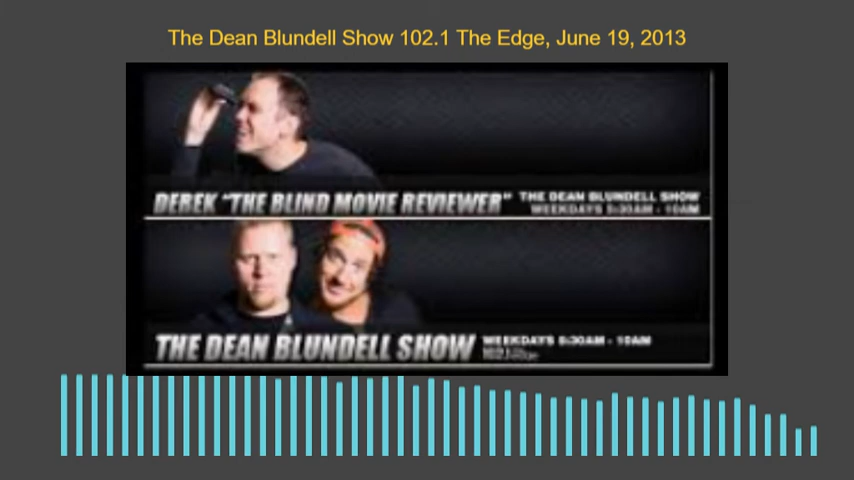 The Dean Blundell Show 102.1 The Edge, June 19, 2013
DEREK "THE BLIND MOVIE REVIEWER" THE DEAN BLUNDELL SHOW
WEEKDAYS 5:30AM - 10AM
THE DEAN BLUNDELL SHOW WEEKDAYS 5:30AM - 10AM